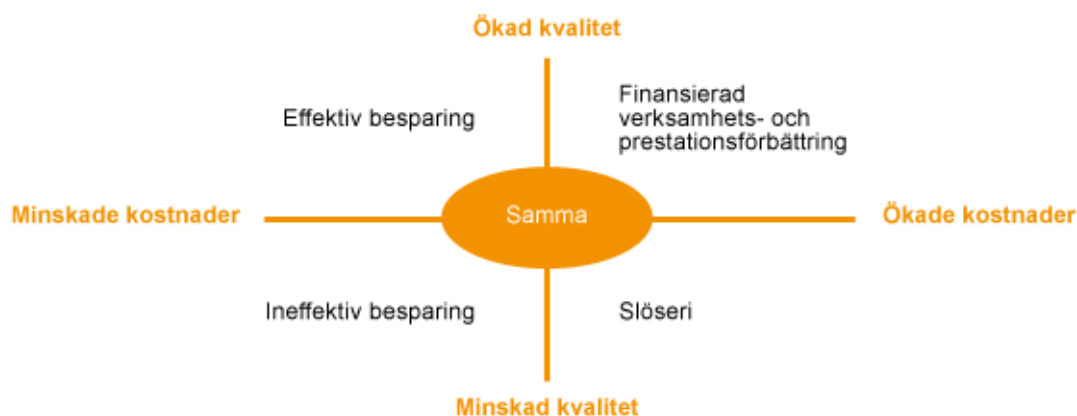 Ökad kvalitet
Effektiv besparing
Finansierad
verksamhets- och
prestationsförbättring
Minskade kostnader
Samma
Ökade kostnader
Ineffektiv besparing
Slöseri
Minskad kvalitet